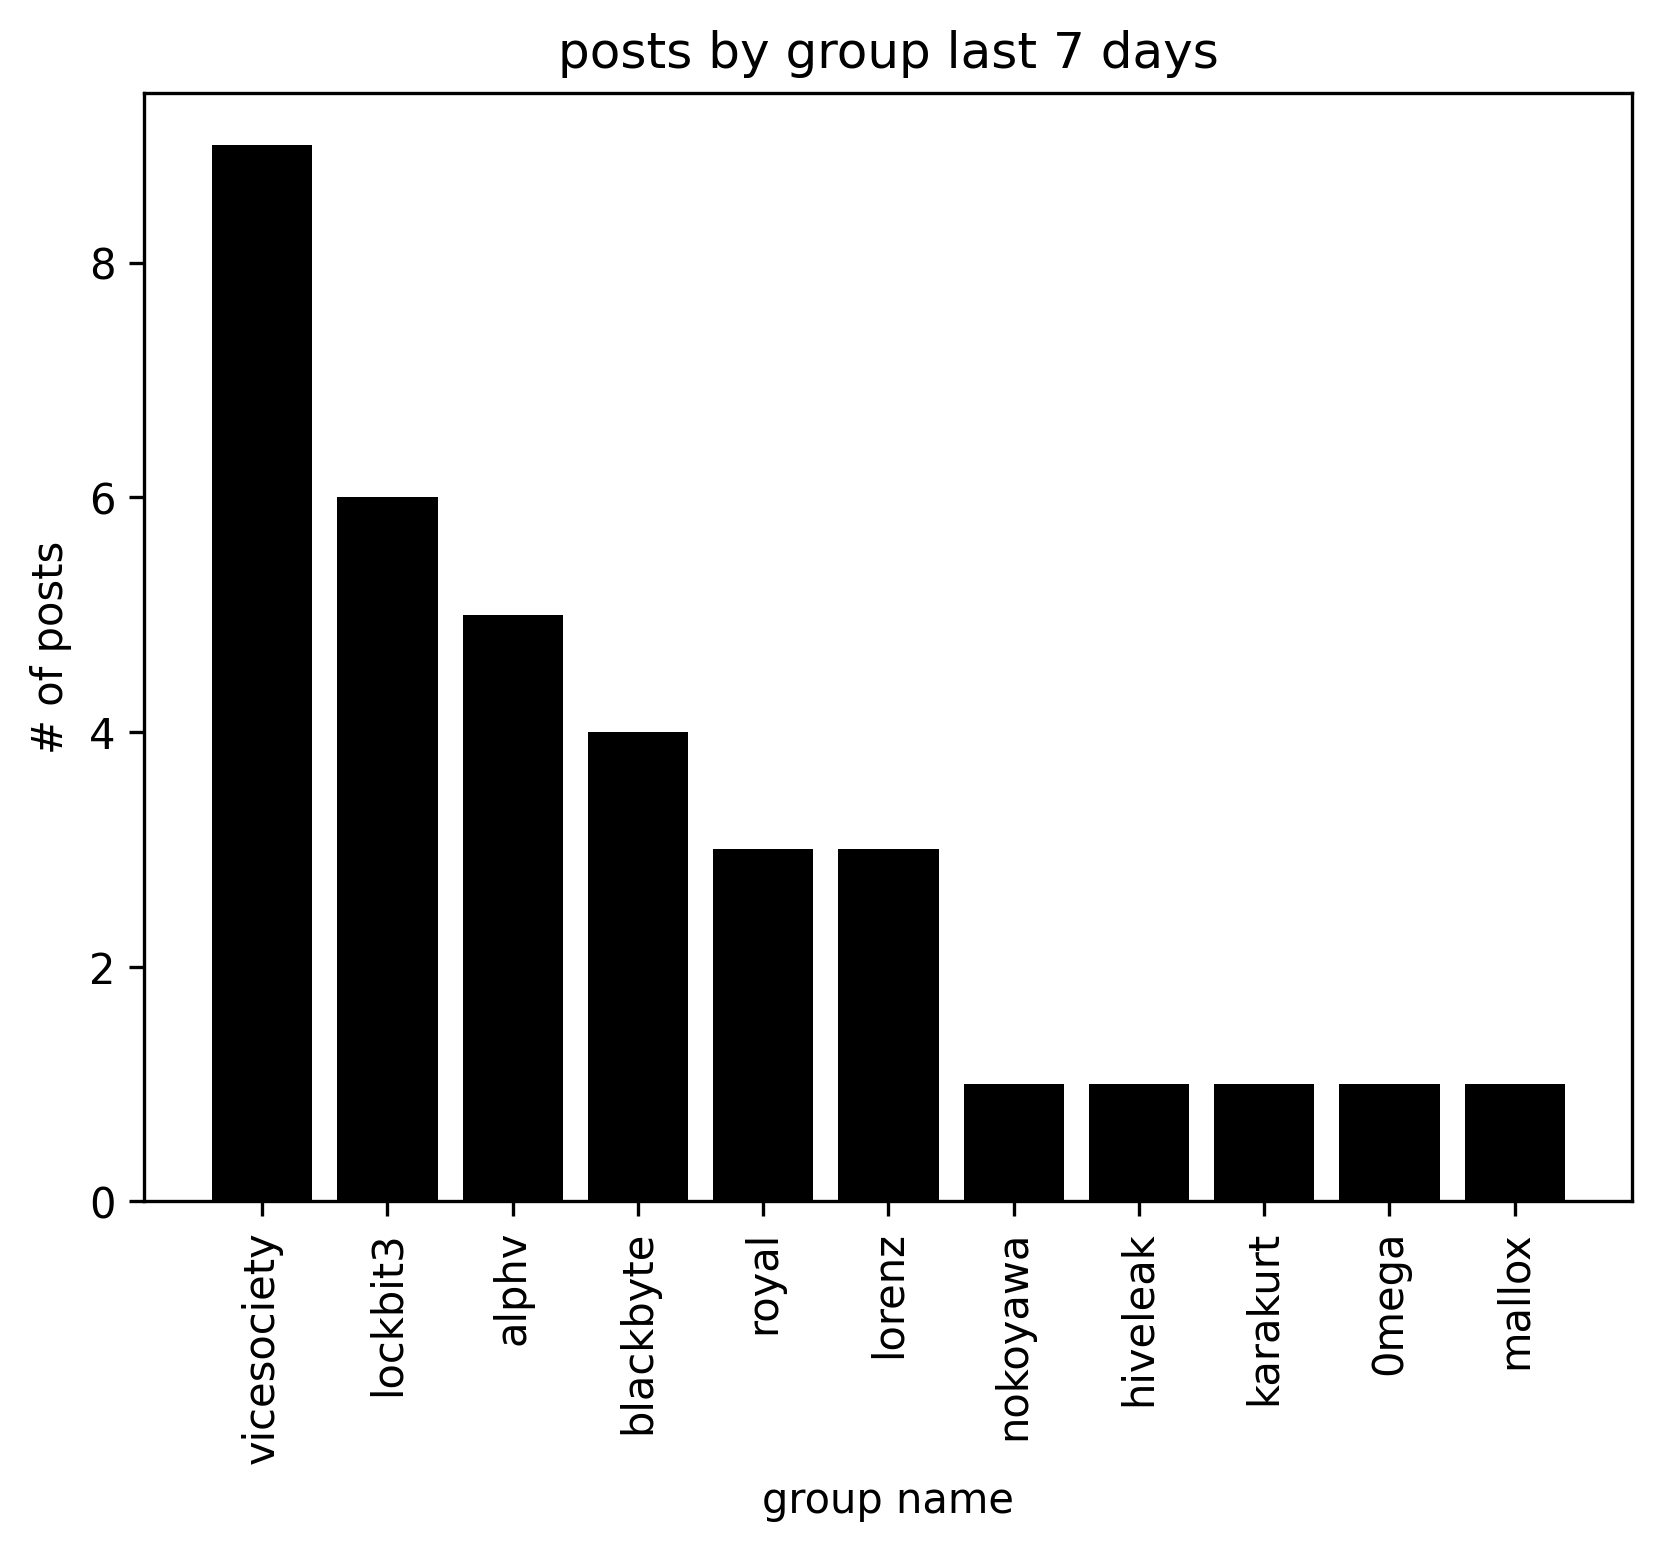 posts by group last 7 days
# of posts
8
6
4
2
0
vicesociety
lockbit3
alphv
blackbyte
royal
lorenz
nokoyawa
hiveleak
karakurt
0mega
mallox
group name